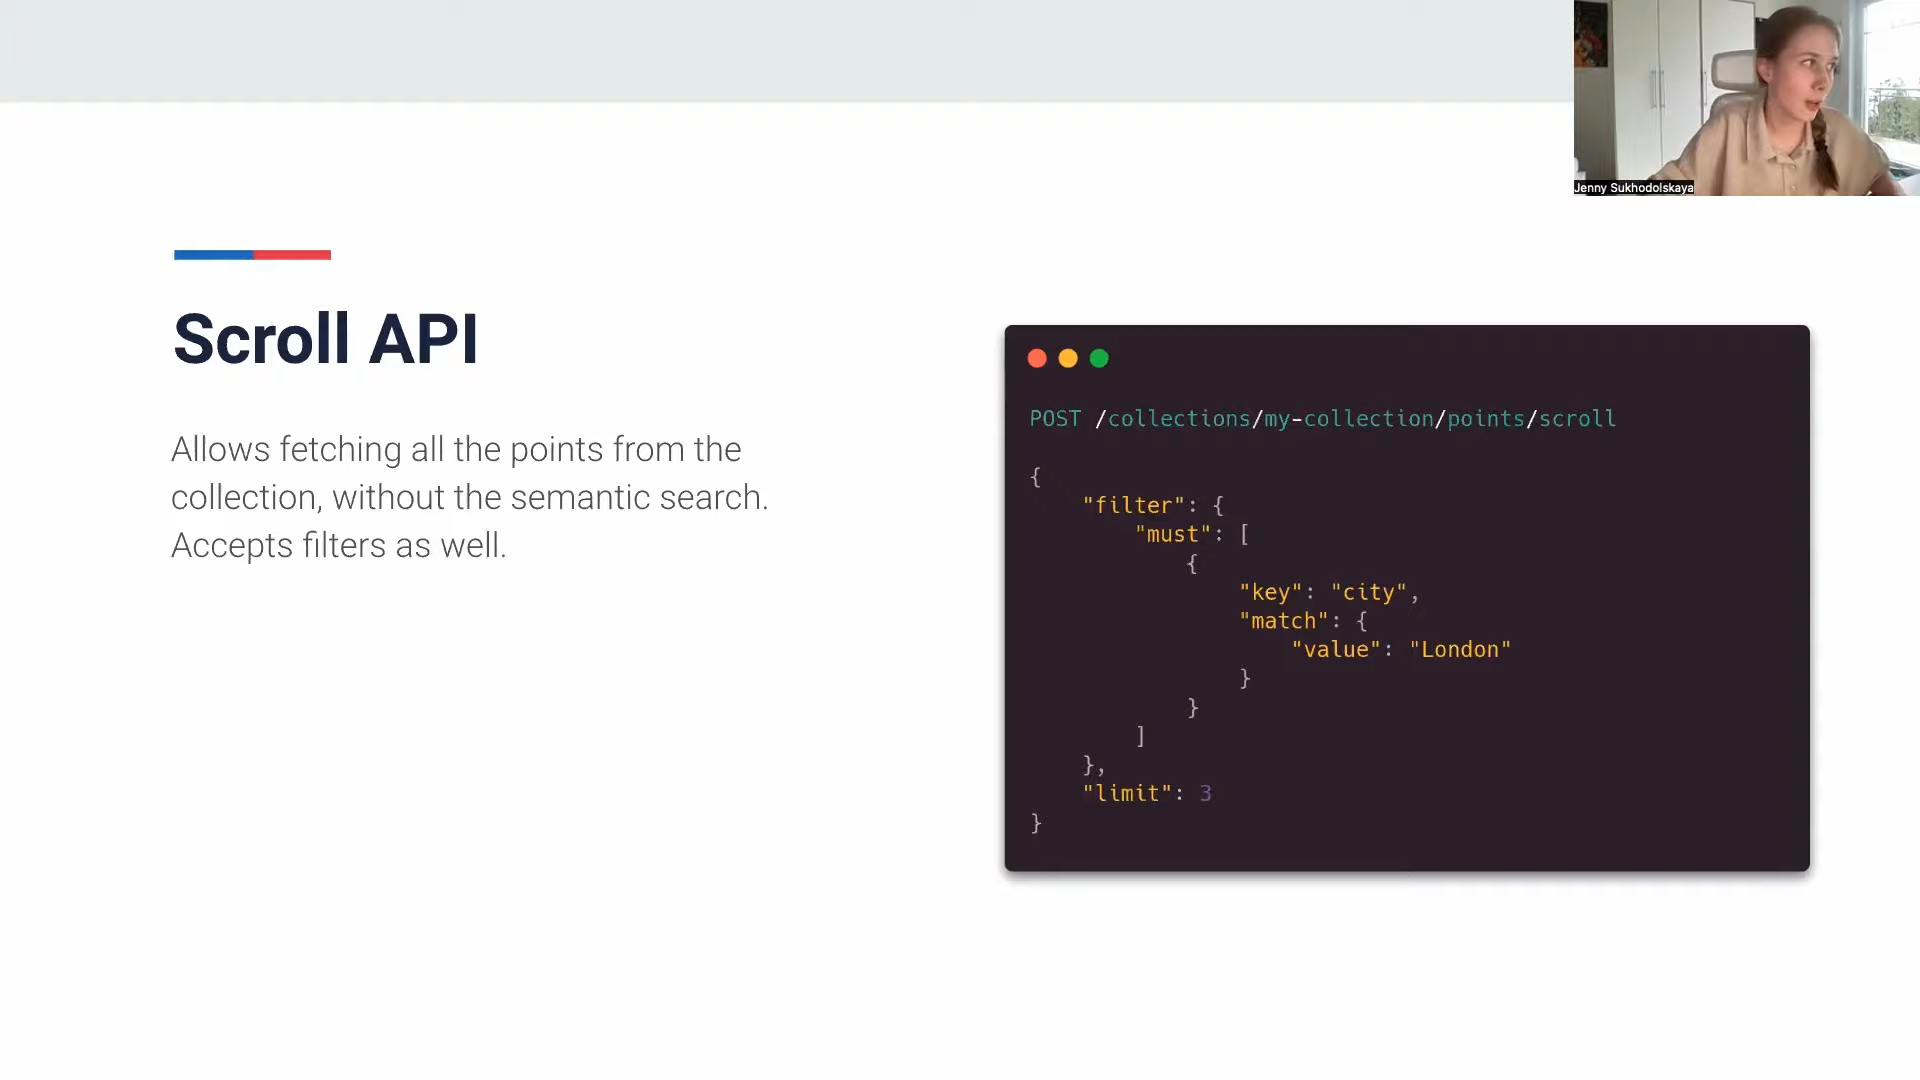 Jenny Sukhodolskaya
Scroll API
Allows fetching all the points from the
collection, without the semantic search.
Accepts filters as well.
POST /collections/my-collection/points/scroll
{
    "filter": {
        "must": [
            {
                "key": "city",
                "match": {
                    "value": "London"
                }
            }
        ]
    },
    "limit": 3
}